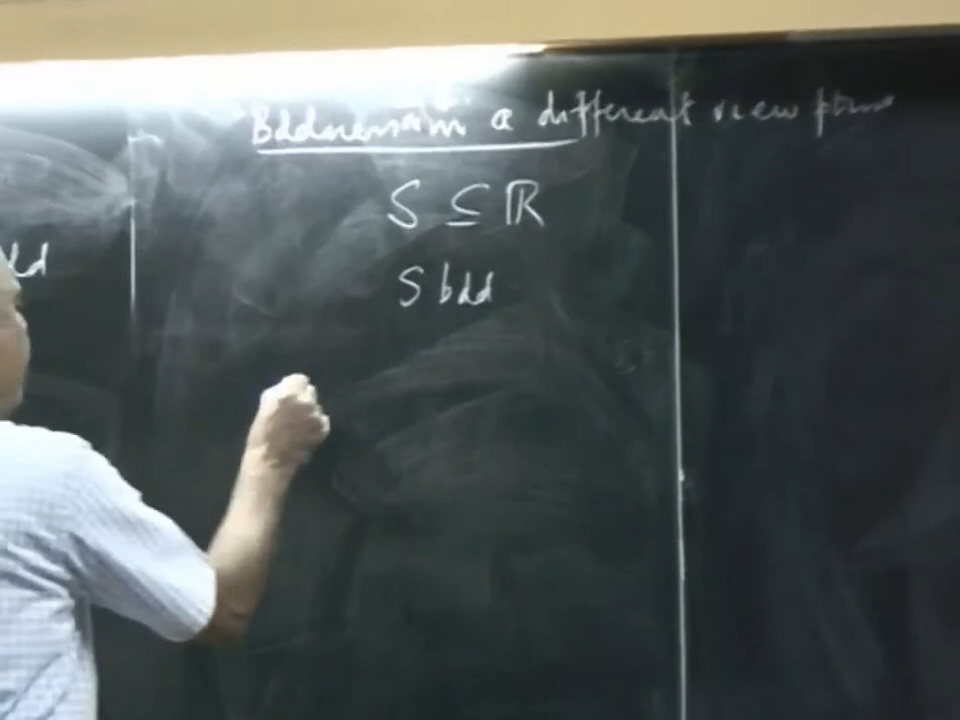 Bddness in a different view point
S ⊆ ℝ
S bdd